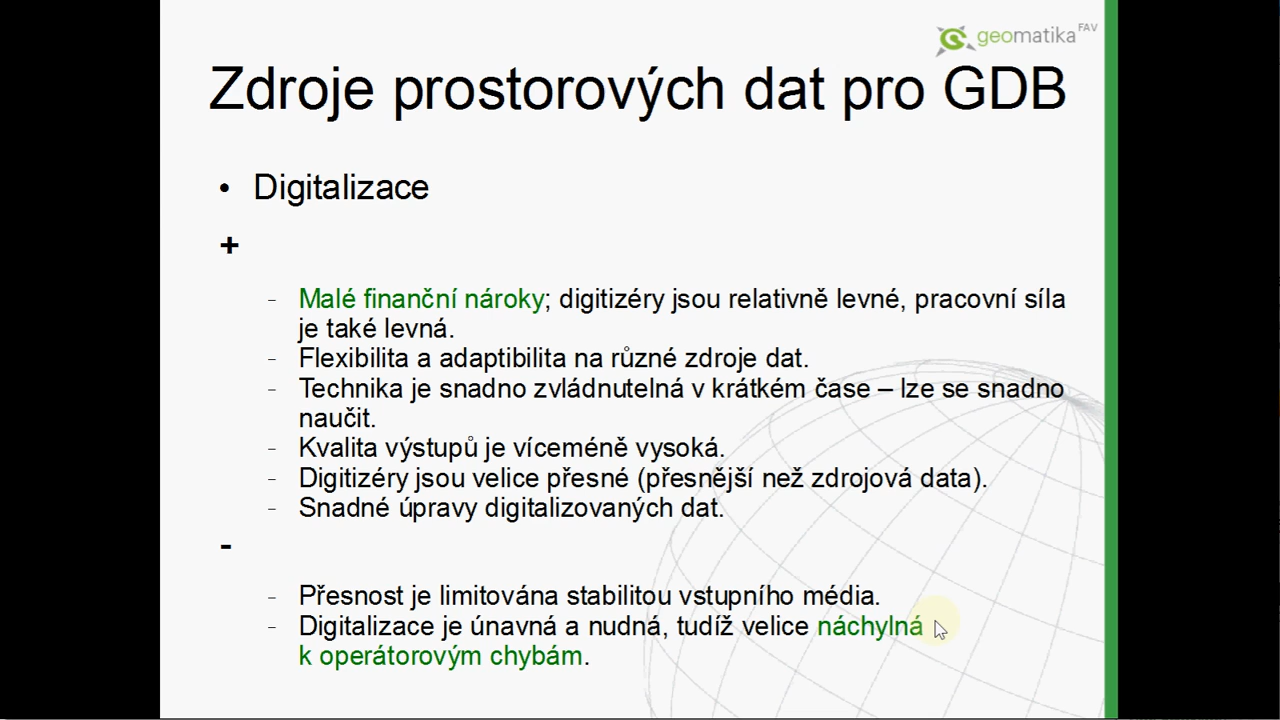 geomatika FAV
Zdroje prostorových dat pro GDB
• Digitalizace
+
- Malé finanční nároky; digitizéry jsou relativně levné, pracovní síla
je také levná.
- Flexibilita a adaptibilita na různé zdroje dat.
- Technika je snadno zvládnutelná v krátkém čase – lze se snadno
naučit.
- Kvalita výstupů je víceméně vysoká.
- Digitizéry jsou velice přesné (přesnější než zdrojová data).
- Snadné úpravy digitalizovaných dat.
-
- Přesnost je limitována stabilitou vstupního média.
- Digitalizace je únavná a nudná, tudíž velice náchylná
k operátorovým chybám.